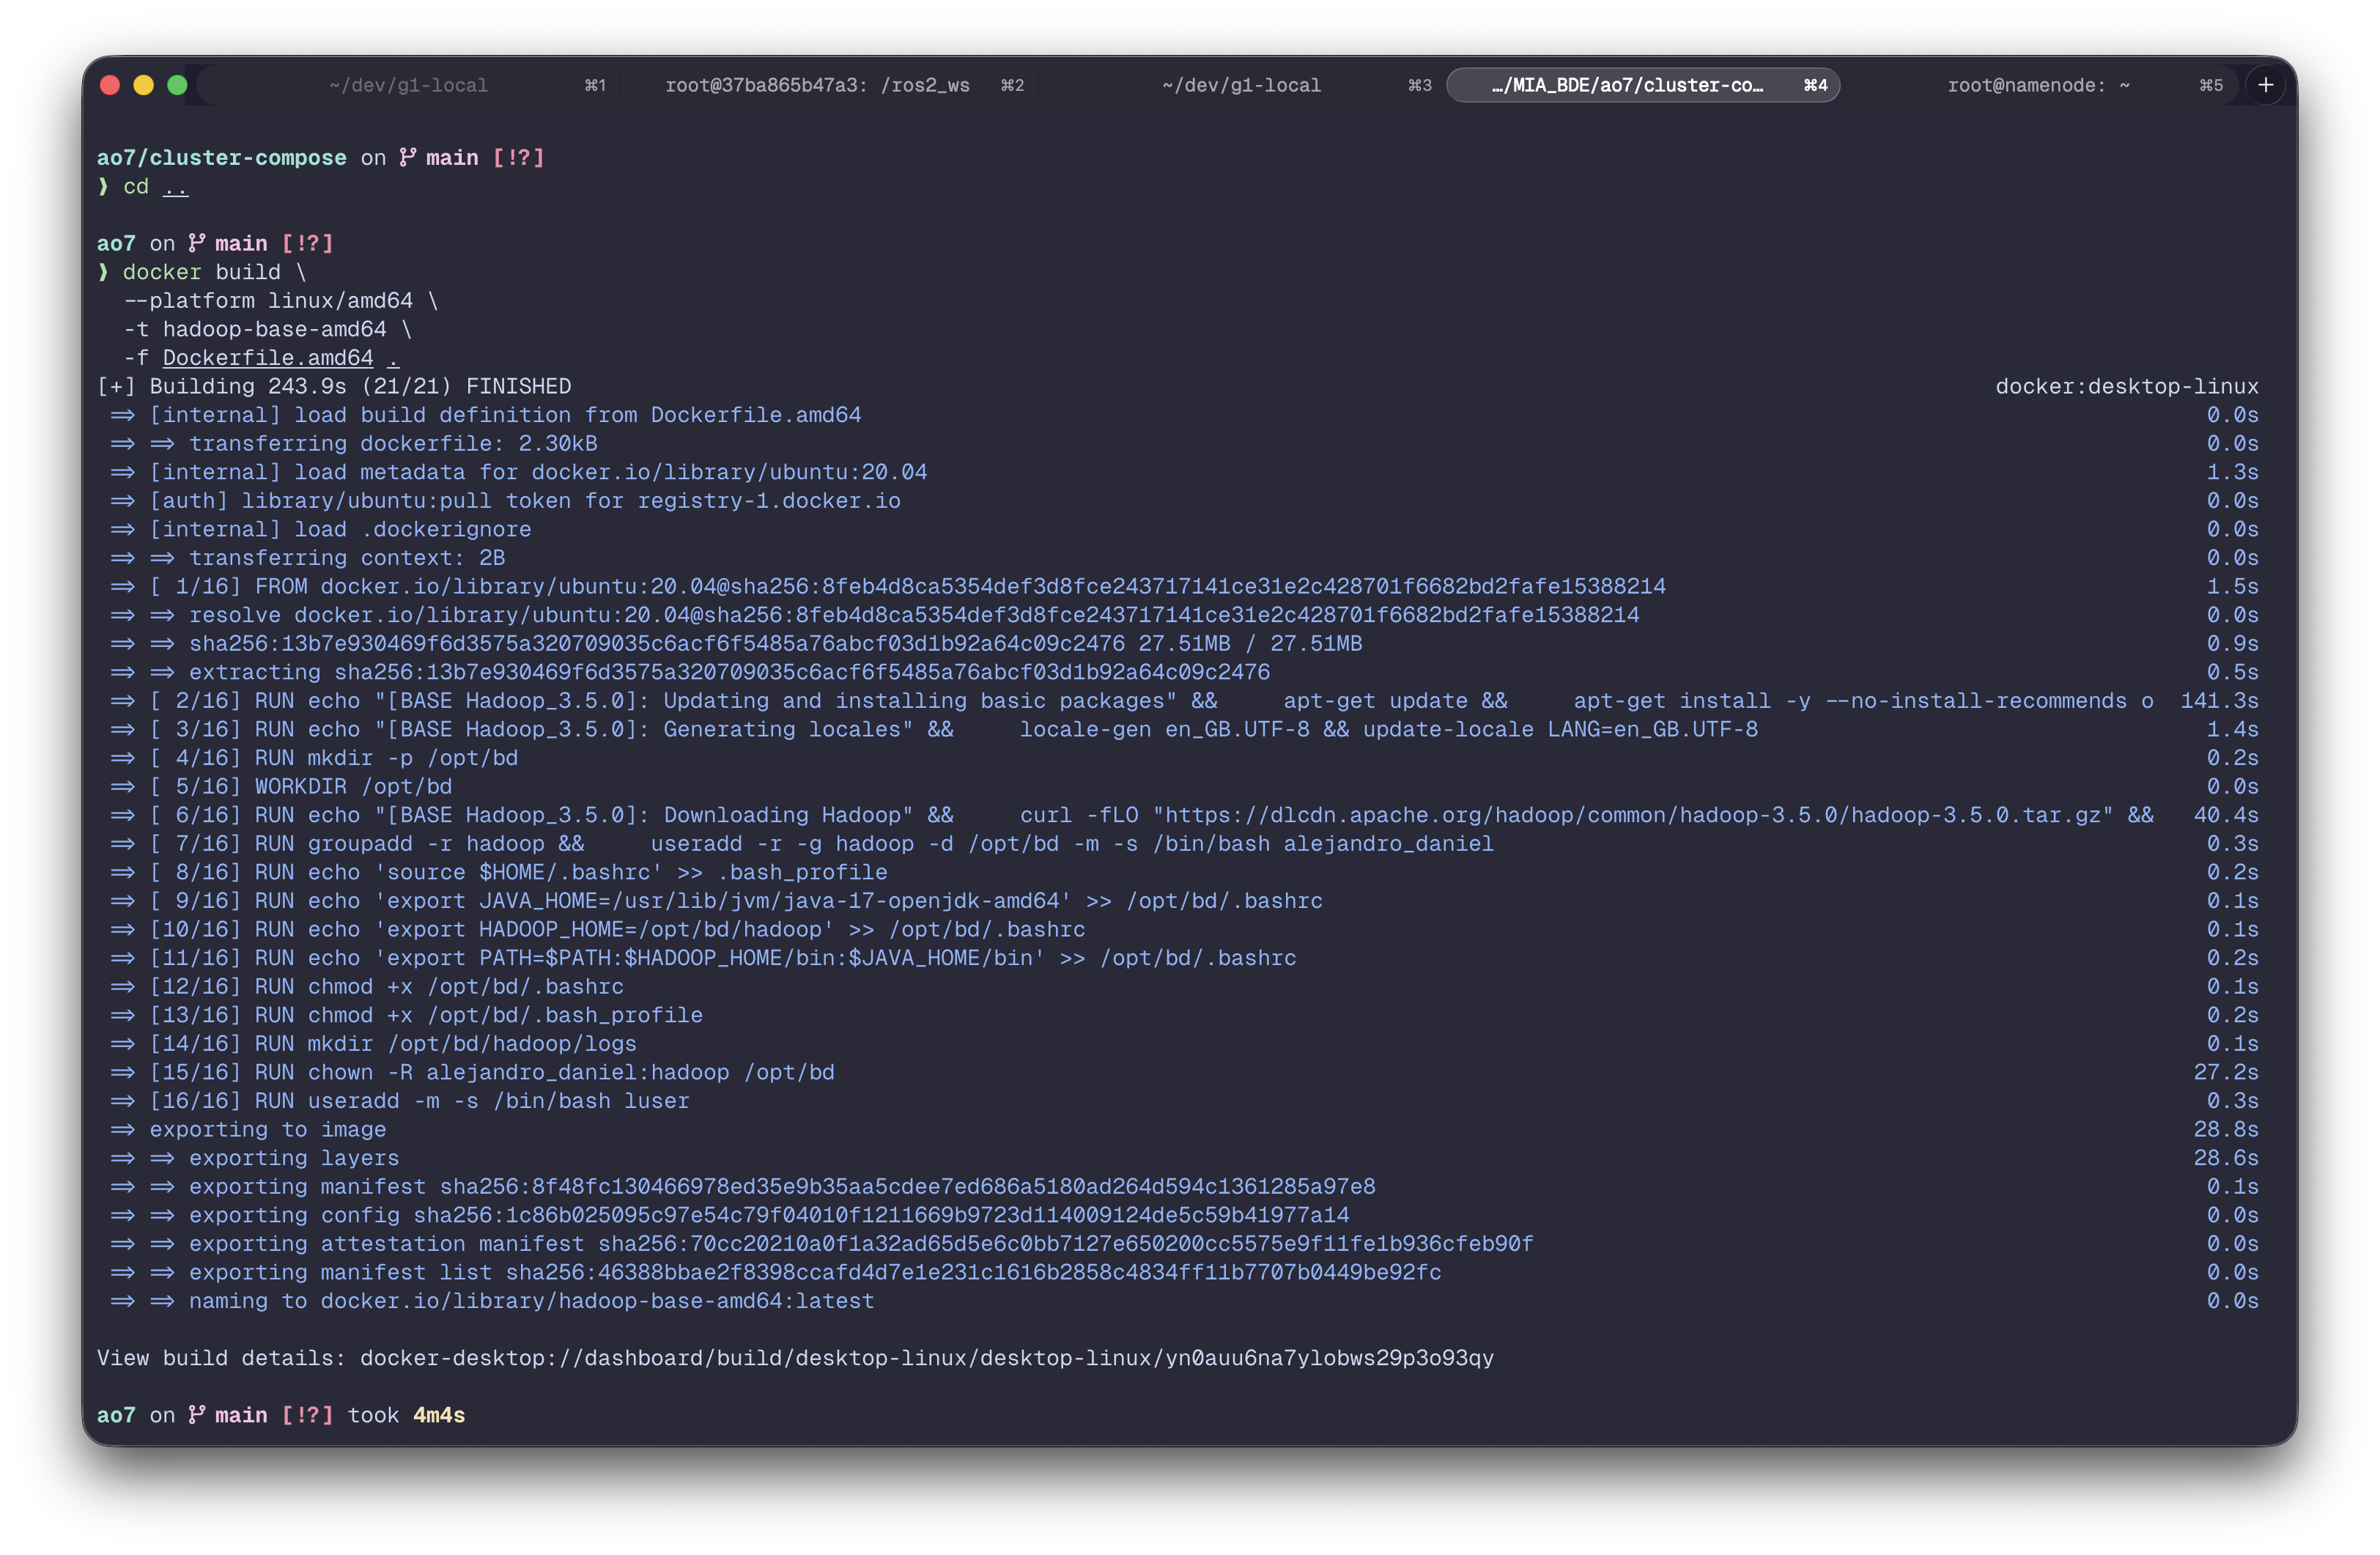 ~/dev/g1-local ⌘1 root@37ba865b47a3: /ros2_ws ⌘2 ~/dev/g1-local ⌘3 …/MIA_BDE/ao7/cluster-co… ⌘4 root@namenode: ~ ⌘5 +
ao7/cluster-compose on main [!?]
❯ cd ..
ao7 on main [!?]
❯ docker build \
--platform linux/amd64 \
-t hadoop-base-amd64 \
-f Dockerfile.amd64 .
[+] Building 243.9s (21/21) FINISHED docker:desktop-linux
=> [internal] load build definition from Dockerfile.amd64 0.0s
=> => transferring dockerfile: 2.30kB 0.0s
=> [internal] load metadata for docker.io/library/ubuntu:20.04 1.3s
=> [auth] library/ubuntu:pull token for registry-1.docker.io 0.0s
=> [internal] load .dockerignore 0.0s
=> => transferring context: 2B 0.0s
=> [ 1/16] FROM docker.io/library/ubuntu:20.04@sha256:8feb4d8ca5354def3d8fce243717141ce31e2c428701f6682bd2fafe15388214 1.5s
=> => resolve docker.io/library/ubuntu:20.04@sha256:8feb4d8ca5354def3d8fce243717141ce31e2c428701f6682bd2fafe15388214 0.0s
=> => sha256:13b7e930469f6d3575a320709035c6acf6f5485a76abcf03d1b92a64c09c2476 27.51MB / 27.51MB 0.9s
=> => extracting sha256:13b7e930469f6d3575a320709035c6acf6f5485a76abcf03d1b92a64c09c2476 0.5s
=> [ 2/16] RUN echo "[BASE Hadoop_3.5.0]: Updating and installing basic packages" && apt-get update && apt-get install -y --no-install-recommends o 141.3s
=> [ 3/16] RUN echo "[BASE Hadoop_3.5.0]: Generating locales" && locale-gen en_GB.UTF-8 && update-locale LANG=en_GB.UTF-8 1.4s
=> [ 4/16] RUN mkdir -p /opt/bd 0.2s
=> [ 5/16] WORKDIR /opt/bd 0.0s
=> [ 6/16] RUN echo "[BASE Hadoop_3.5.0]: Downloading Hadoop" && curl -fLO "https://dlcdn.apache.org/hadoop/common/hadoop-3.5.0/hadoop-3.5.0.tar.gz" && 40.4s
=> [ 7/16] RUN groupadd -r hadoop && useradd -r -g hadoop -d /opt/bd -m -s /bin/bash alejandro_daniel 0.3s
=> [ 8/16] RUN echo 'source $HOME/.bashrc' >> .bash_profile 0.2s
=> [ 9/16] RUN echo 'export JAVA_HOME=/usr/lib/jvm/java-17-openjdk-amd64' >> /opt/bd/.bashrc 0.1s
=> [10/16] RUN echo 'export HADOOP_HOME=/opt/bd/hadoop' >> /opt/bd/.bashrc 0.1s
=> [11/16] RUN echo 'export PATH=$PATH:$HADOOP_HOME/bin:$JAVA_HOME/bin' >> /opt/bd/.bashrc 0.2s
=> [12/16] RUN chmod +x /opt/bd/.bashrc 0.1s
=> [13/16] RUN chmod +x /opt/bd/.bash_profile 0.2s
=> [14/16] RUN mkdir /opt/bd/hadoop/logs 0.1s
=> [15/16] RUN chown -R alejandro_daniel:hadoop /opt/bd 27.2s
=> [16/16] RUN useradd -m -s /bin/bash luser 0.3s
=> exporting to image 28.8s
=> => exporting layers 28.6s
=> => exporting manifest sha256:8f48fc130466978ed35e9b35aa5cdee7ed686a5180ad264d594c1361285a97e8 0.1s
=> => exporting config sha256:1c86b025095c97e54c79f04010f1211669b9723d114009124de5c59b41977a14 0.0s
=> => exporting attestation manifest sha256:70cc20210a0f1a32ad65d5e6c0bb7127e650200cc5575e9f11fe1b936cfeb90f 0.0s
=> => exporting manifest list sha256:46388bbae2f8398ccafd4d7e1e231c1616b2858c4834ff11b7707b0449be92fc 0.0s
=> => naming to docker.io/library/hadoop-base-amd64:latest 0.0s
View build details: docker-desktop://dashboard/build/desktop-linux/desktop-linux/yn0auu6na7ylobws29p3o93qy
ao7 on main [!?] took 4m4s